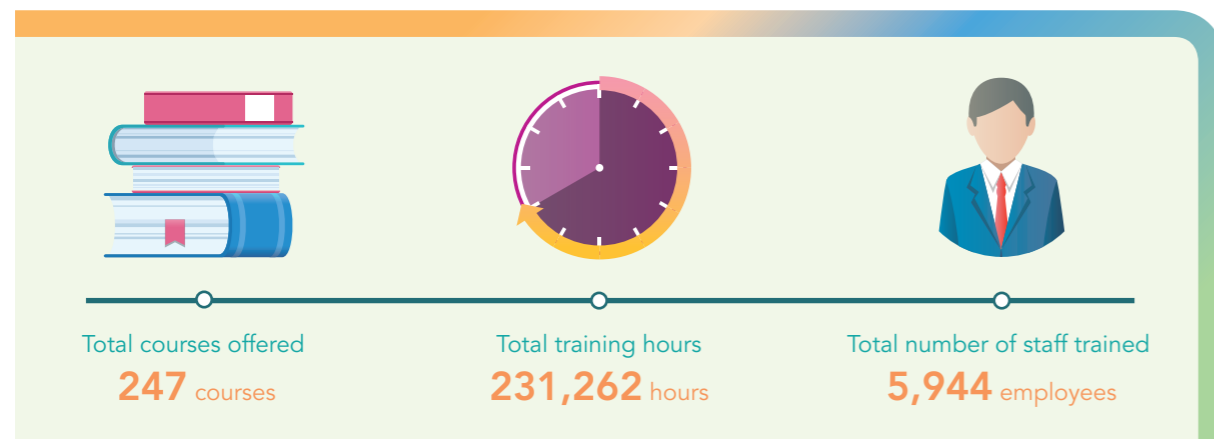 Total courses offered
247 courses
Total training hours
231,262 hours
Total number of staff trained
5,944 employees